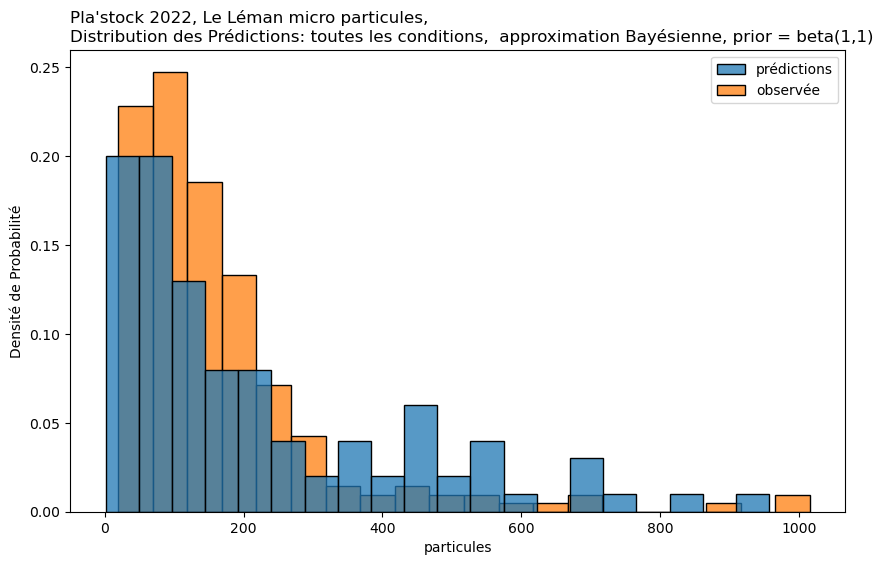 Pla'stock 2022, Le Léman micro particules,
Distribution des Prédictions: toutes les conditions,  approximation Bayésienne, prior = beta(1,1)
prédictions
observée
Densité de Probabilité
0.25
0.20
0.15
0.10
0.05
0.00
0 200 400 600 800 1000
particules